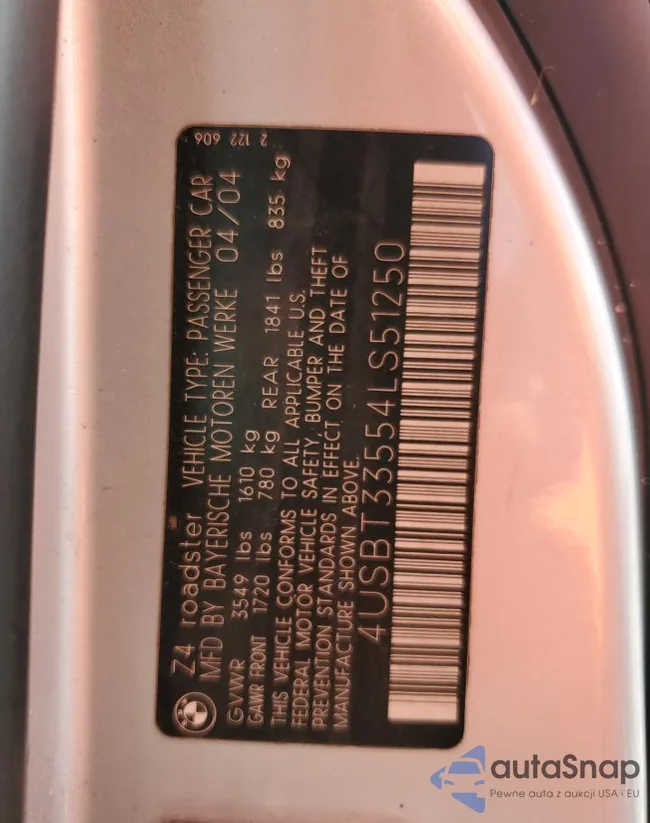 Z4 roadster VEHICLE TYPE: PASSENGER CAR
MFD BY BAYERISCHE MOTOREN WERKE 04/04
GVWR 3549 lbs 1610 kg
GAWR FRONT 1720 lbs 780 kg REAR 1841 lbs 835 kg
THIS VEHICLE CONFORMS TO ALL APPLICABLE U.S.
FEDERAL MOTOR VEHICLE SAFETY, BUMPER AND THEFT
PREVENTION STANDARDS IN EFFECT ON THE DATE OF
MANUFACTURE SHOWN ABOVE.
4USBT33554LS51250
2 122 606
autaSnap
Pewne auta z aukcji USA i EU